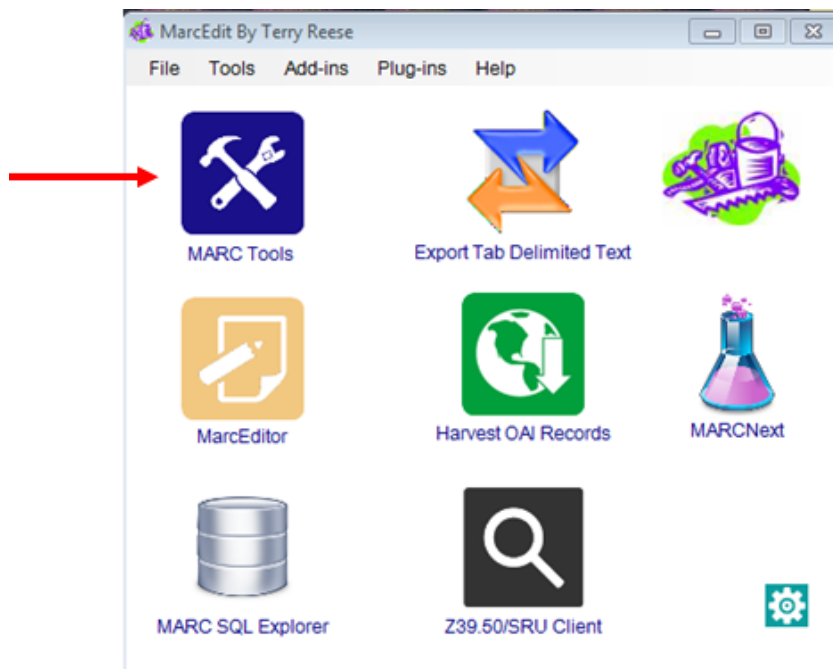 MarcEdit By Terry Reese
File Tools Add-ins Plug-ins Help
MARC Tools
Export Tab Delimited Text
MarcEditor
Harvest OAI Records
MARCNext
MARC SQL Explorer
Z39.50/SRU Client